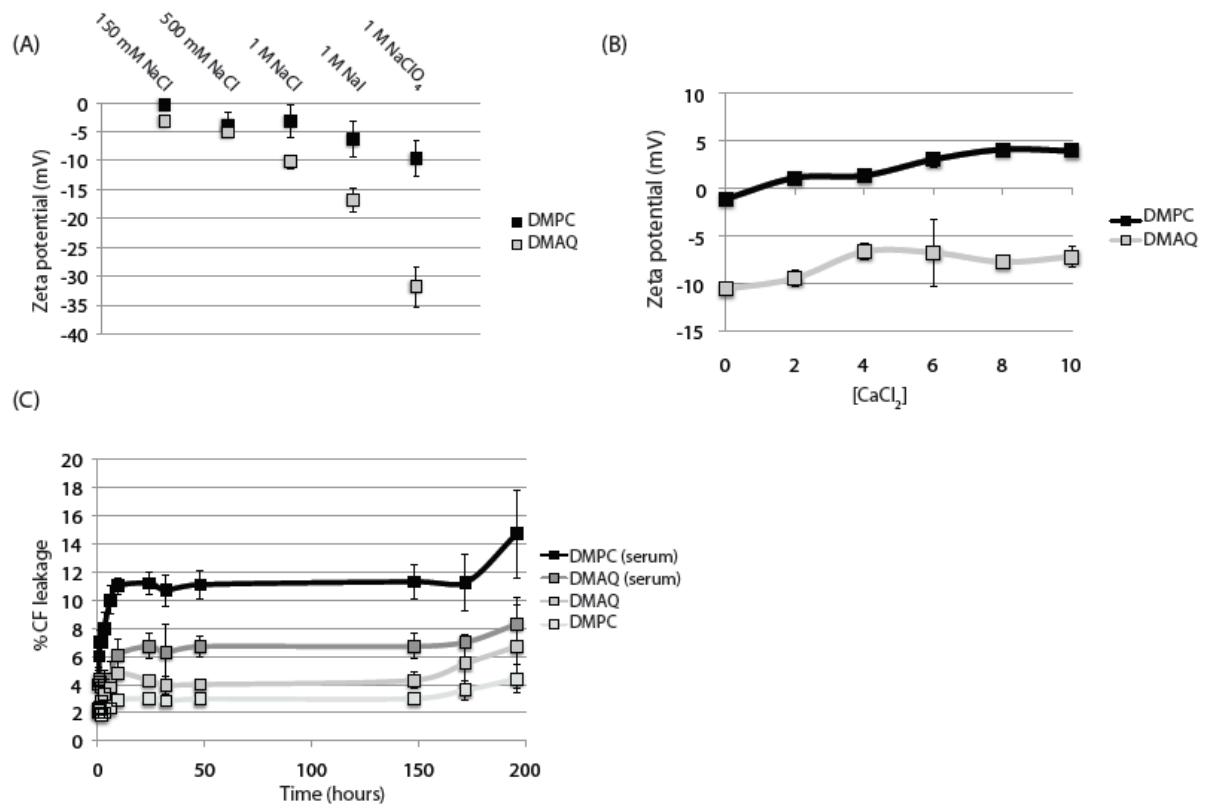 (A)
150 mM NaCl
500 mM NaCl
1 M NaCl
1 M NaI
1 M NaClO₄
0
-5
-10
-15
-20
-25
-30
-35
-40
Zeta potential (mV)
DMPC
DMAQ
(B)
10
5
0
-5
-10
-15
Zeta potential (mV)
0 2 4 6 8 10
[CaCl₂]
DMPC
DMAQ
(C)
20
18
16
14
12
10
8
6
4
2
0
% CF leakage
0 50 100 150 200
Time (hours)
DMPC (serum)
DMAQ (serum)
DMAQ
DMPC